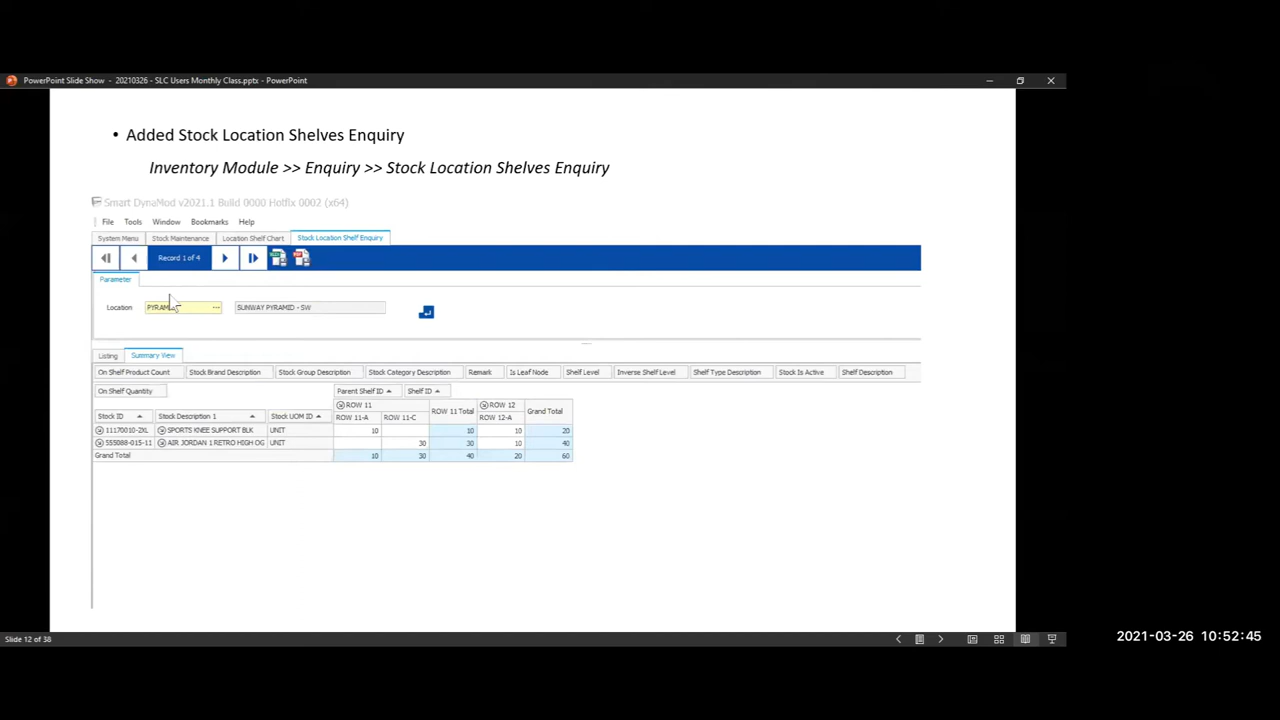 PowerPoint Slide Show - 20210326 - SLC Users Monthly Class.pptx - PowerPoint
• Added Stock Location Shelves Enquiry
Inventory Module >> Enquiry >> Stock Location Shelves Enquiry
Smart DynaMod v2021.1 Build 0000 Hotfix 0002 (x64)
File Tools Window Bookmarks Help
System Menu Stock Maintenance Location Shelf Chart Stock Location Shelf Enquiry
Record 1 of 4
Parameter
Location SUNWAY PYRAMID - SW
Listing Summary View
On Shelf Product Count Stock Brand Description Stock Group Description Stock Category Description Remark Is Leaf Node Shelf Level Inverse Shelf Level Shelf Type Description Stock Is Active Shelf Description
On Shelf Quantity Parent Shelf ID Shelf ID
ROW 11 ROW 11 Total ROW 12 Grand Total
Stock ID Stock Description 1 Stock UOM ID ROW 11-A ROW 11-C ROW 12-A
11170010-2XL SPORTS KNEE SUPPORT BLK UNIT 10 10 10 20
555088-015-11 AIR JORDAN 1 RETRO HIGH OG UNIT 30 30 10 40
Grand Total 10 30 40 20 60
Slide 12 of 38
2021-03-26 10:52:45